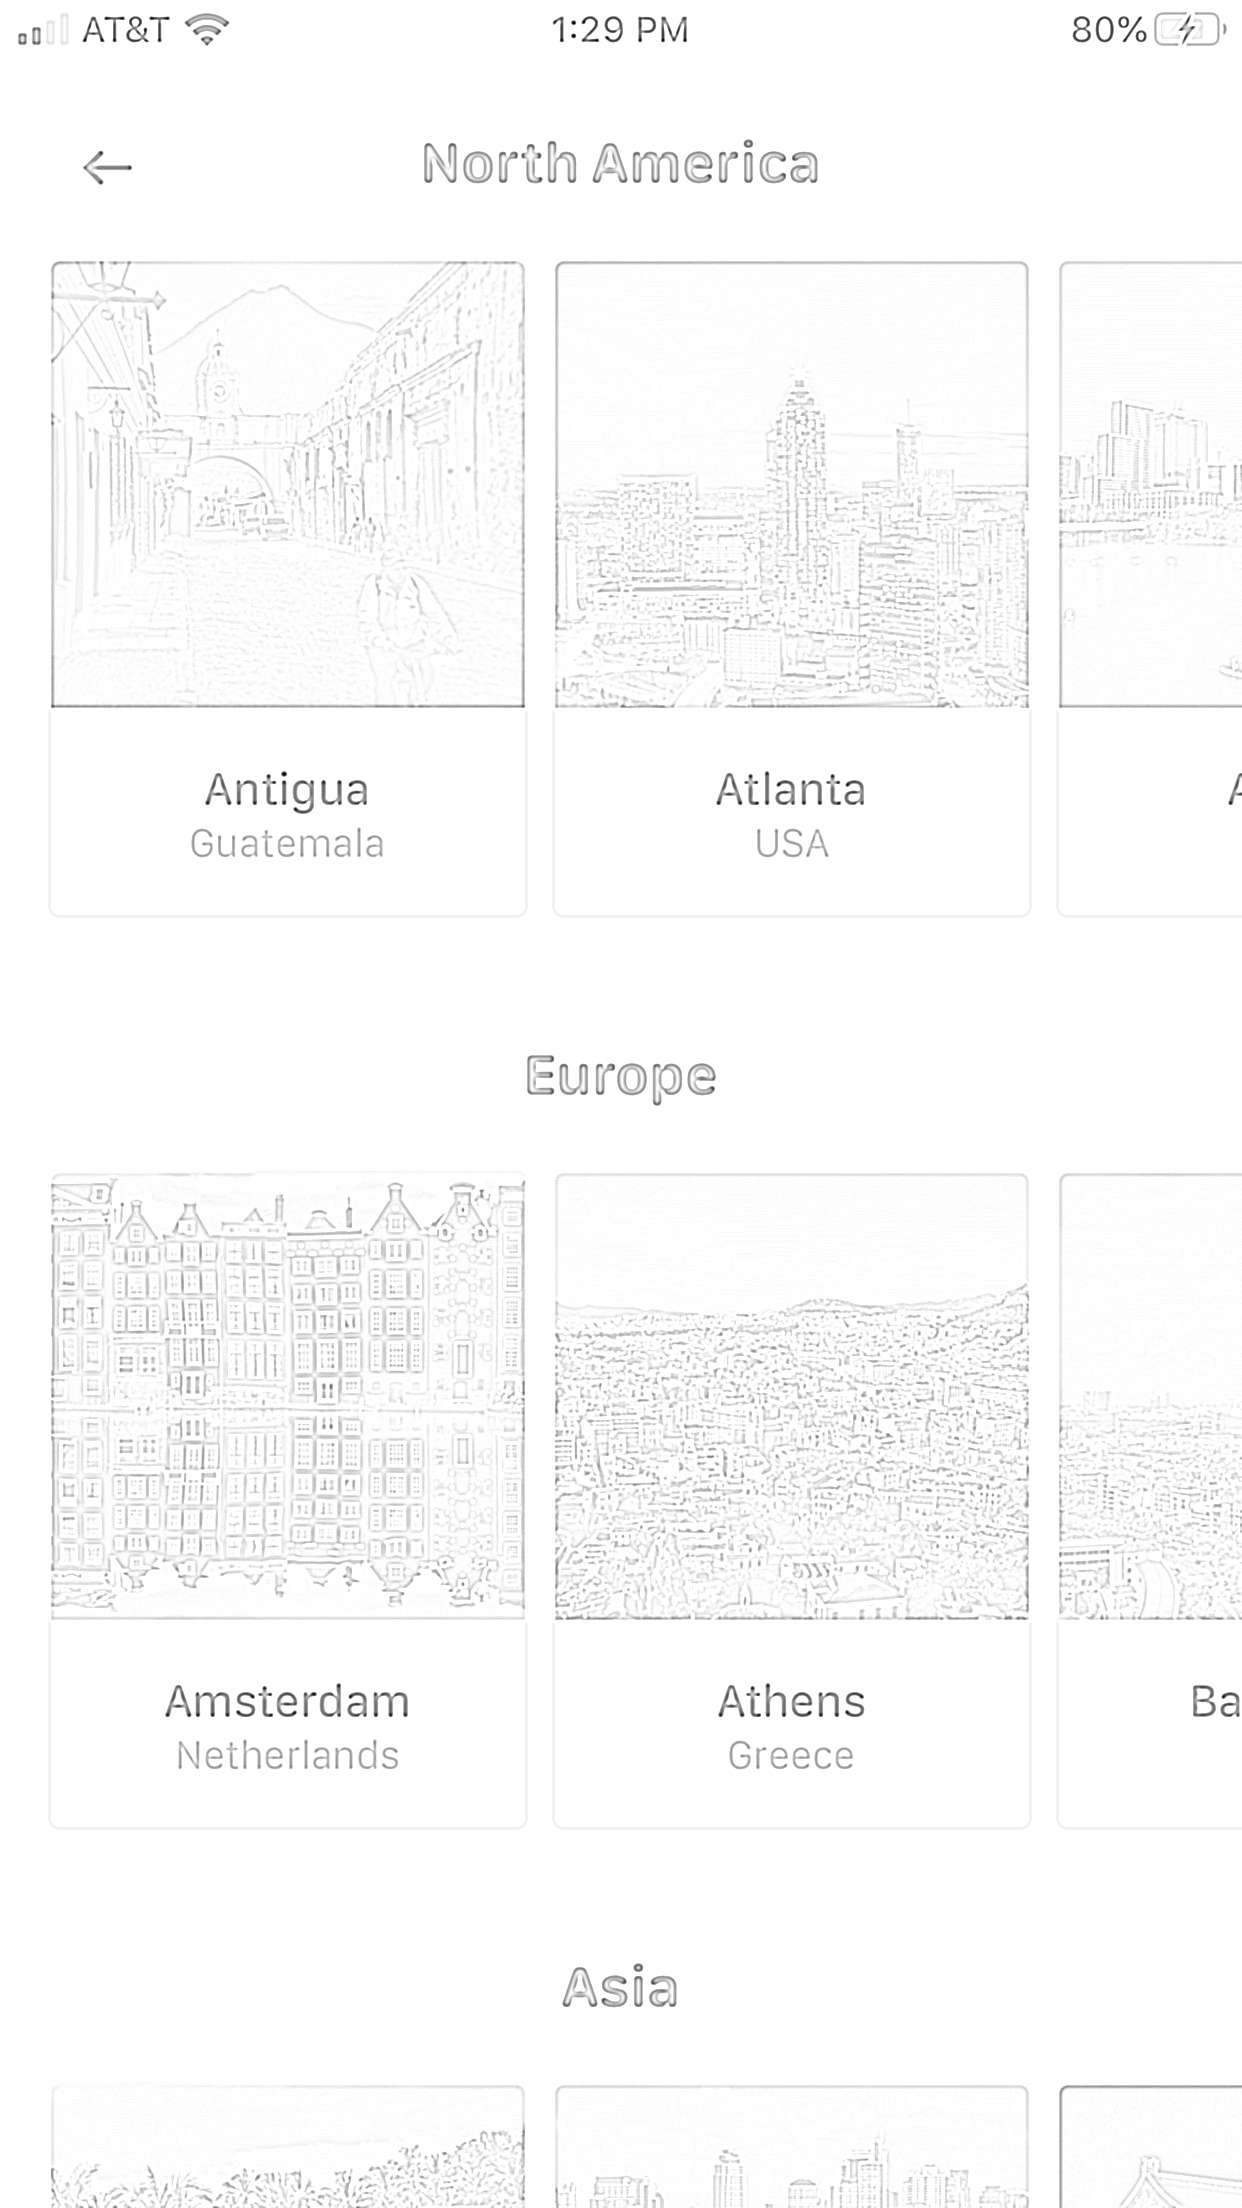 AT&T 1:29 PM 80%
North America
Antigua
Guatemala
Atlanta
USA
A
Europe
Amsterdam
Netherlands
Athens
Greece
Ba
Asia